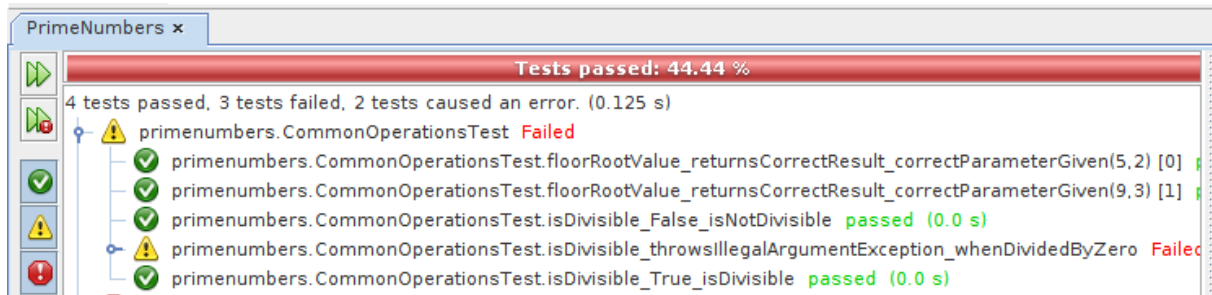 PrimeNumbers ×
Tests passed: 44.44 %
4 tests passed, 3 tests failed, 2 tests caused an error. (0.125 s)
primenumbers.CommonOperationsTest Failed
primenumbers.CommonOperationsTest.floorRootValue_returnsCorrectResult_correctParameterGiven(5,2) [0]
primenumbers.CommonOperationsTest.floorRootValue_returnsCorrectResult_correctParameterGiven(9,3) [1]
primenumbers.CommonOperationsTest.isDivisible_False_isNotDivisible passed (0.0 s)
primenumbers.CommonOperationsTest.isDivisible_throwsIllegalArgumentException_whenDividedByZero Failed
primenumbers.CommonOperationsTest.isDivisible_True_isDivisible passed (0.0 s)